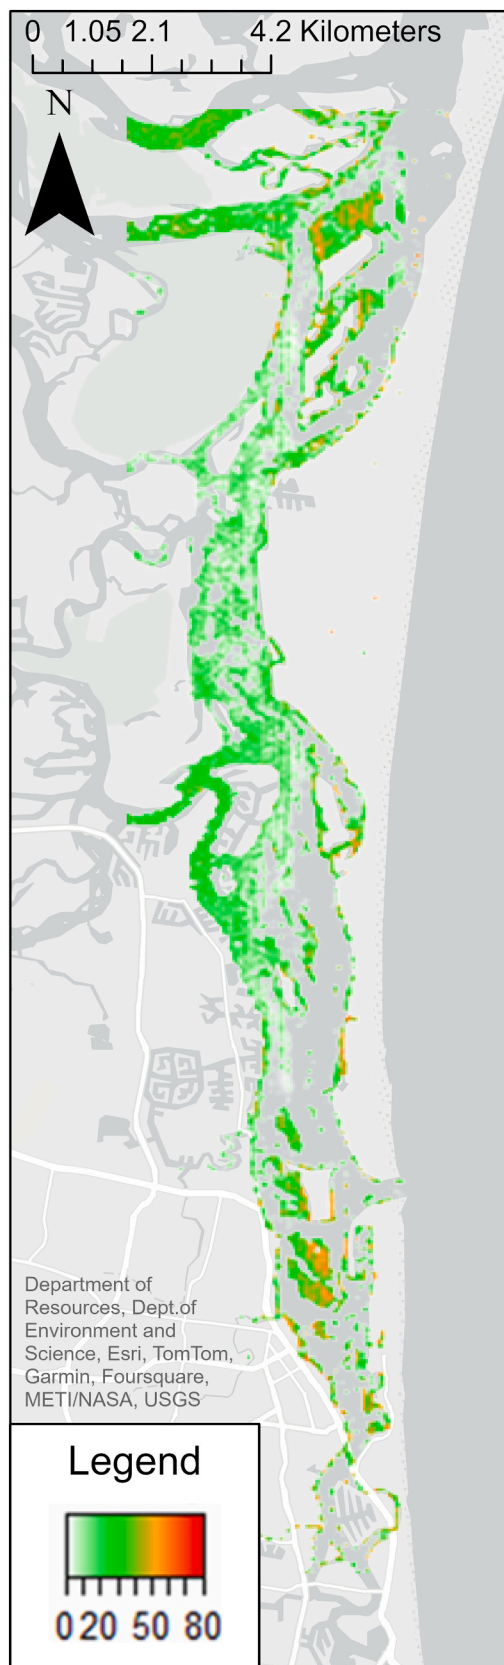 0 1.05 2.1 4.2 Kilometers
N
Department of
Resources, Dept.of
Environment and
Science, Esri, TomTom,
Garmin, Foursquare,
METI/NASA, USGS
Legend
0 20 50 80